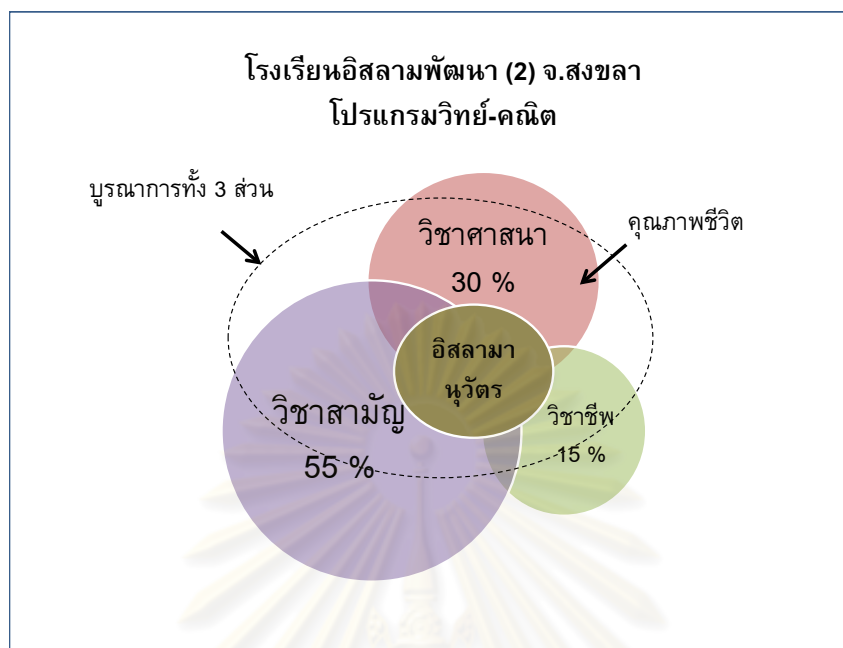 โรงเรียนอิสลามพัฒนา (2) จ.สงขลา
โปรแกรมวิทย์-คณิต
บูรณาการทั้ง 3 ส่วน
คุณภาพชีวิต
วิชาศาสนา
30 %
อิสลามา
นุวัตร
วิชาสามัญ
55 %
วิชาชีพ
15 %